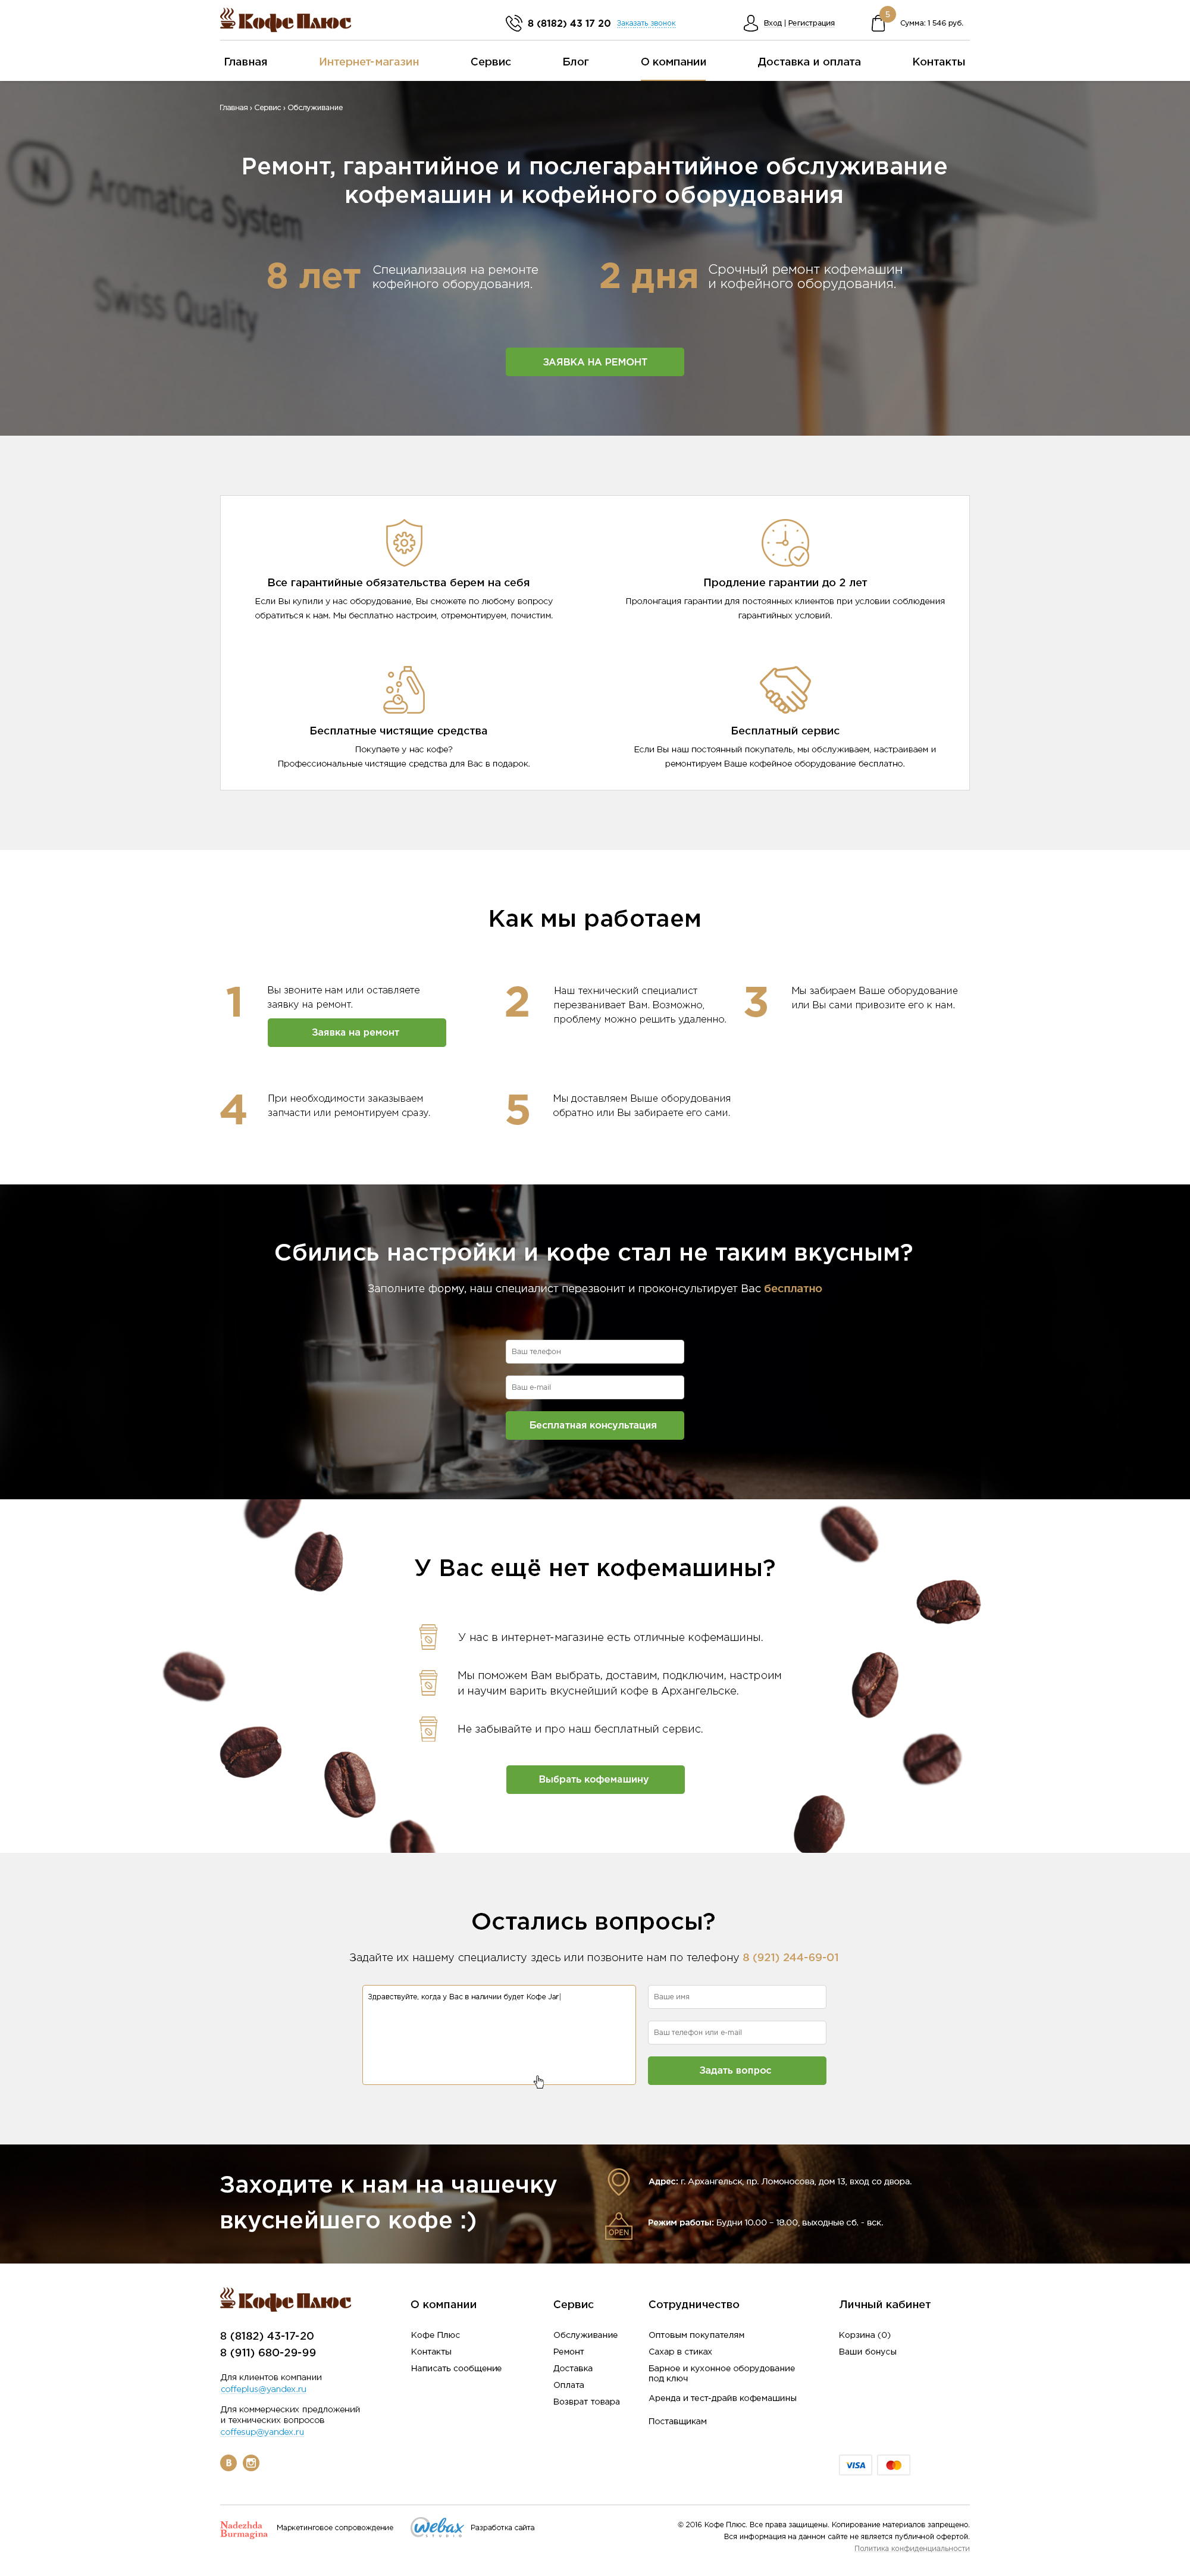 Кофе Плюс
8 (8182) 43 17 20 Заказать звонок
Вход | Регистрация
5
Сумма: 1 546 руб.
Главная Интернет-магазин Сервис Блог О компании Доставка и оплата Контакты
Главная › Сервис › Обслуживание
N Aromatica System
Swiss Quality
Ремонт, гарантийное и послегарантийное обслуживание
кофемашин и кофейного оборудования
8 лет
Специализация на ремонте
кофейного оборудования.
2 дня
Срочный ремонт кофемашин
и кофейного оборудования.
ЗАЯВКА НА РЕМОНТ
Все гарантийные обязательства берем на себя
Если Вы купили у нас оборудование, Вы сможете по любому вопросу
обратиться к нам. Мы бесплатно настроим, отремонтируем, почистим.
Продление гарантии до 2 лет
Пролонгация гарантии для постоянных клиентов при условии соблюдения
гарантийных условий.
Бесплатные чистящие средства
Покупаете у нас кофе?
Профессиональные чистящие средства для Вас в подарок.
Бесплатный сервис
Если Вы наш постоянный покупатель, мы обслуживаем, настраиваем и
ремонтируем Ваше кофейное оборудование бесплатно.
Как мы работаем
1
Вы звоните нам или оставляете
заявку на ремонт.
Заявка на ремонт
2
Наш технический специалист
перезванивает Вам. Возможно,
проблему можно решить удаленно.
3
Мы забираем Ваше оборудование
или Вы сами привозите его к нам.
4
При необходимости заказываем
запчасти или ремонтируем сразу.
5
Мы доставляем Выше оборудования
обратно или Вы забираете его сами.
Сбились настройки и кофе стал не таким вкусным?
Заполните форму, наш специалист перезвонит и проконсультирует Вас бесплатно
Ваш телефон
Ваш e-mail
Бесплатная консультация
У Вас ещё нет кофемашины?
У нас в интернет-магазине есть отличные кофемашины.
Мы поможем Вам выбрать, доставим, подключим, настроим
и научим варить вкуснейший кофе в Архангельске.
Не забывайте и про наш бесплатный сервис.
Выбрать кофемашину
Остались вопросы?
Задайте их нашему специалисту здесь или позвоните нам по телефону 8 (921) 244-69-01
Здравствуйте, когда у Вас в наличии будет Кофе Jar|
Ваше имя
Ваш телефон или e-mail
Задать вопрос
Заходите к нам на чашечку
вкуснейшего кофе :)
Адрес: г. Архангельск, пр. Ломоносова, дом 13, вход со двора.
OPEN
Режим работы: Будни 10.00 – 18.00, выходные сб. - вск.
Кофе Плюс
8 (8182) 43-17-20
8 (911) 680-29-99
Для клиентов компании
coffeplus@yandex.ru
Для коммерческих предложений
и технических вопросов
coffesup@yandex.ru
В
О компании
Кофе Плюс
Контакты
Написать сообщение
Сервис
Обслуживание
Ремонт
Доставка
Оплата
Возврат товара
Сотрудничество
Оптовым покупателям
Сахар в стиках
Барное и кухонное оборудование
под ключ
Аренда и тест-драйв кофемашины
Поставщикам
Личный кабинет
Корзина (0)
Ваши бонусы
VISA
Nadezhda
Burmagina
Маркетинговое сопровождение
Webax
STUDIO
Разработка сайта
© 2016 Кофе Плюс. Все права защищены. Копирование материалов запрещено.
Вся информация на данном сайте не является публичной офертой.
Политика конфиденциальности